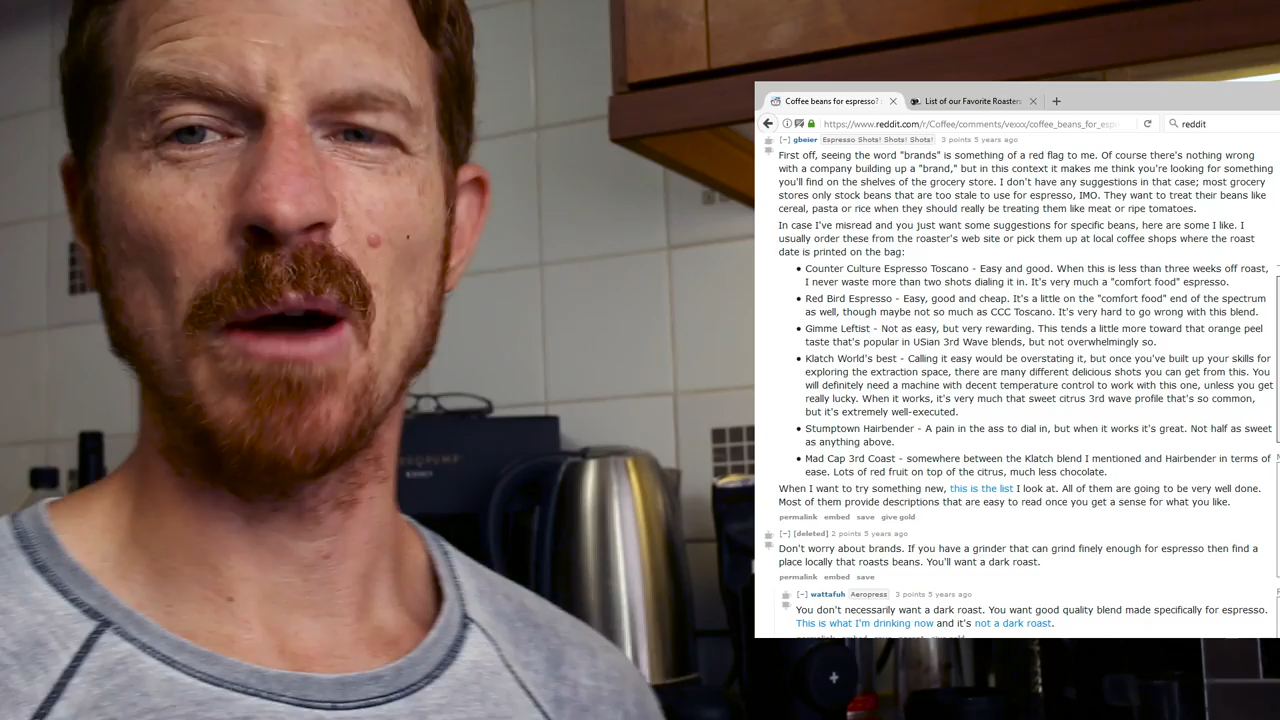 Coffee beans for espresso?
List of our Favorite Roasters
https://www.reddit.com/r/Coffee/comments/vexxx/coffee_beans_for_esp
reddit
[-] gbeier Espresso Shots! Shots! Shots! 3 points 5 years ago
First off, seeing the word "brands" is something of a red flag to me. Of course there's nothing wrong
with a company building up a "brand," but in this context it makes me think you're looking for something
you'll find on the shelves of the grocery store. I don't have any suggestions in that case; most grocery
stores only stock beans that are too stale to use for espresso, IMO. They want to treat their beans like
cereal, pasta or rice when they should really be treating them like meat or ripe tomatoes.
In case I've misread and you just want some suggestions for specific beans, here are some I like. I
usually order these from the roaster's web site or pick them up at local coffee shops where the roast
date is printed on the bag:
• Counter Culture Espresso Toscano - Easy and good. When this is less than three weeks off roast,
I never waste more than two shots dialing it in. It's very much a "comfort food" espresso.
• Red Bird Espresso - Easy, good and cheap. It's a little on the "comfort food" end of the spectrum
as well, though maybe not so much as CCC Toscano. It's very hard to go wrong with this blend.
• Gimme Leftist - Not as easy, but very rewarding. This tends a little more toward that orange peel
taste that's popular in USian 3rd Wave blends, but not overwhelmingly so.
• Klatch World's best - Calling it easy would be overstating it, but once you've built up your skills for
exploring the extraction space, there are many different delicious shots you can get from this. You
will definitely need a machine with decent temperature control to work with this one, unless you get
really lucky. When it works, it's very much that sweet citrus 3rd wave profile that's so common,
but it's extremely well-executed.
• Stumptown Hairbender - A pain in the ass to dial in, but when it works it's great. Not half as sweet
as anything above.
• Mad Cap 3rd Coast - somewhere between the Klatch blend I mentioned and Hairbender in terms of
ease. Lots of red fruit on top of the citrus, much less chocolate.
When I want to try something new, this is the list I look at. All of them are going to be very well done.
Most of them provide descriptions that are easy to read once you get a sense for what you like.
permalink embed save give gold
[-] [deleted] 2 points 5 years ago
Don't worry about brands. If you have a grinder that can grind finely enough for espresso then find a
place locally that roasts beans. You'll want a dark roast.
permalink embed save
[-] wattafuh Aeropress 3 points 5 years ago
You don't necessarily want a dark roast. You want good quality blend made specifically for espresso.
This is what I'm drinking now and it's not a dark roast.